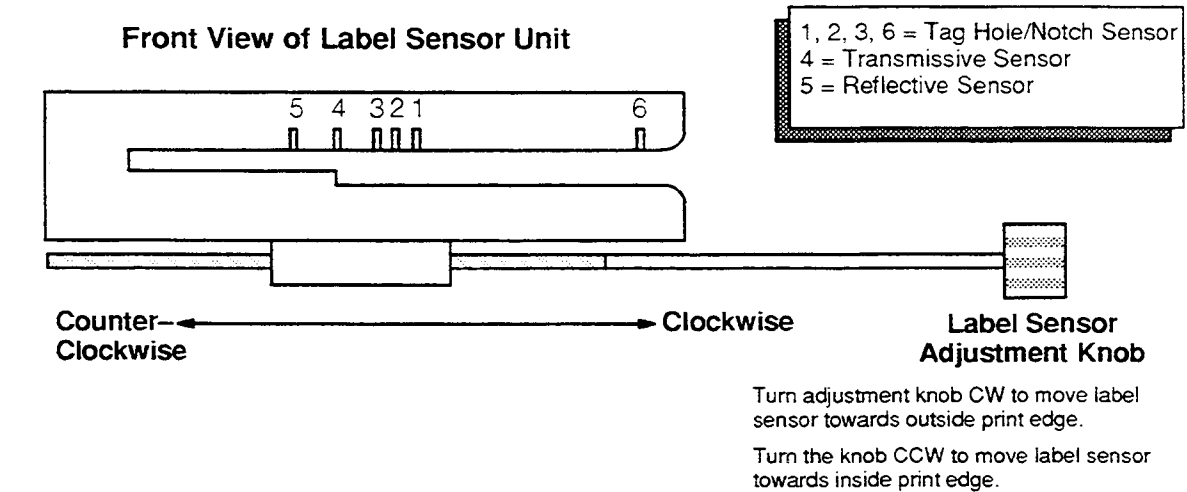 Front View of Label Sensor Unit
1, 2, 3, 6 = Tag Hole/Notch Sensor
4 = Transmissive Sensor
5 = Reflective Sensor
5 4 3 2 1 6
Counter–
Clockwise
Clockwise
Label Sensor
Adjustment Knob
Turn adjustment knob CW to move label
sensor towards outside print edge.
Turn the knob CCW to move label sensor
towards inside print edge.